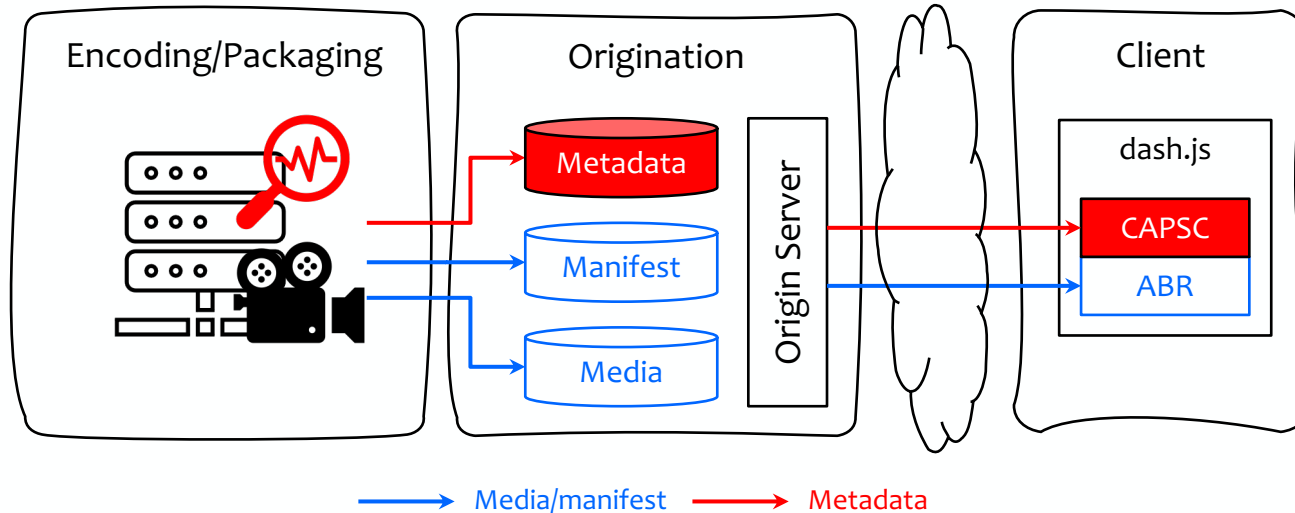 Encoding/Packaging
Origination
Client
Metadata
Manifest
Media
Origin Server
dash.js
CAPSC
ABR
Media/manifest
Metadata